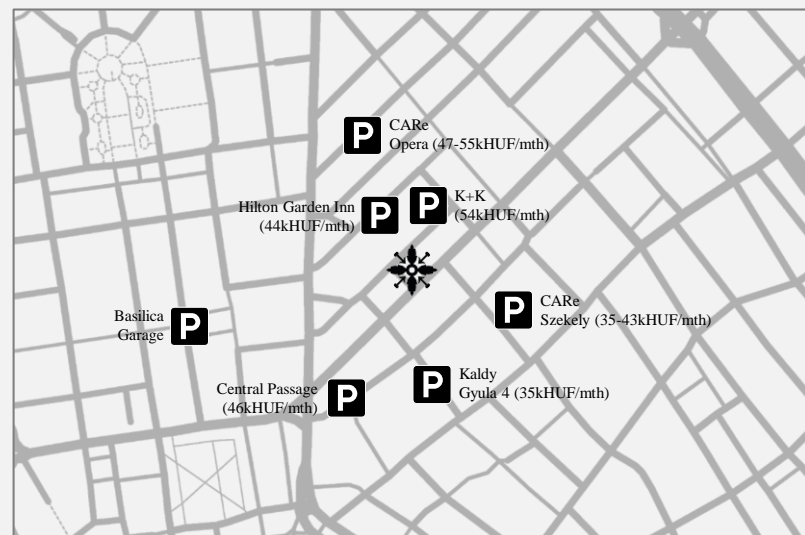 P
CARe
Opera (47-55kHUF/mth)
Hilton Garden Inn
(44kHUF/mth)
P
P
K+K
(54kHUF/mth)
Basilica
Garage
P
P
CARe
Szekely (35-43kHUF/mth)
Central Passage
(46kHUF/mth)
P
P
Kaldy
Gyula 4 (35kHUF/mth)